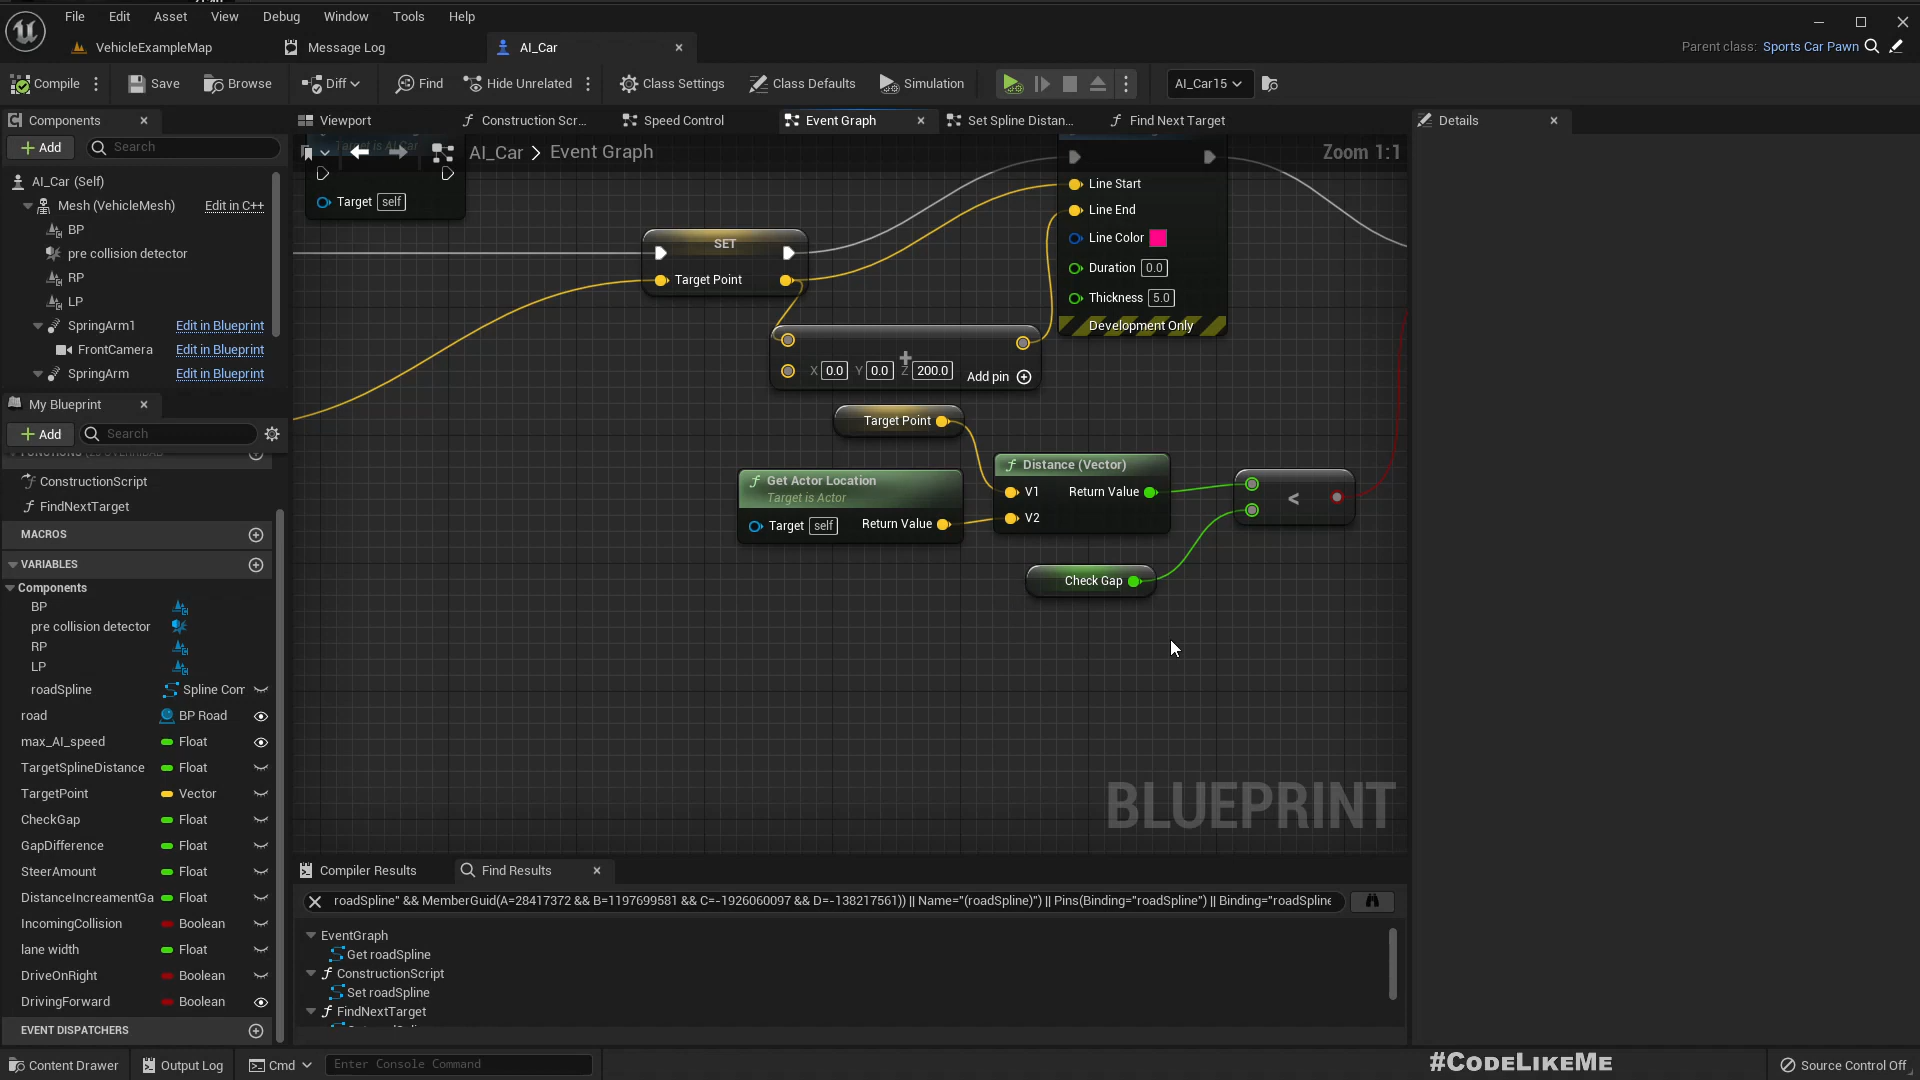 File Edit Asset View Debug Window Tools Help
VehicleExampleMap Message Log AI_Car
Parent class: Sports Car Pawn
Compile Save Browse Diff Find Hide Unrelated Class Settings Class Defaults Simulation AI_Car15
Components Viewport Construction Scr... Speed Control Event Graph Set Spline Distan... Find Next Target Details
Add Search
AI_Car > Event Graph Zoom 1:1
AI_Car (Self)
Mesh (VehicleMesh) Edit in C++
BP
pre collision detector
RP
LP
SpringArm1 Edit in Blueprint
FrontCamera Edit in Blueprint
SpringArm Edit in Blueprint
Target is AI Car
Target self
SET
Target Point
Line Start
Line End
Line Color
Duration 0.0
Thickness 5.0
Development Only
X 0.0 Y 0.0 Z 200.0 Add pin
Target Point
Get Actor Location
Target is Actor
Target self Return Value
Distance (Vector)
V1 Return Value
V2
<
Check Gap
BLUEPRINT
My Blueprint
Add Search
ConstructionScript
FindNextTarget
MACROS
VARIABLES
Components
BP
pre collision detector
RP
LP
roadSpline Spline Com
road BP Road
max_AI_speed Float
TargetSplineDistance Float
TargetPoint Vector
CheckGap Float
GapDifference Float
SteerAmount Float
DistanceIncreamentGa Float
IncomingCollision Boolean
lane width Float
DriveOnRight Boolean
DrivingForward Boolean
EVENT DISPATCHERS
Compiler Results Find Results
roadSpline" && MemberGuid(A=28417372 && B=1197699581 && C=-1926060097 && D=-138217561)) || Name="(roadSpline)") || Pins(Binding="roadSpline") || Binding="roadSpline
EventGraph
Get roadSpline
ConstructionScript
Set roadSpline
FindNextTarget
Content Drawer Output Log Cmd Enter Console Command
#CODELIKEME
Source Control Off